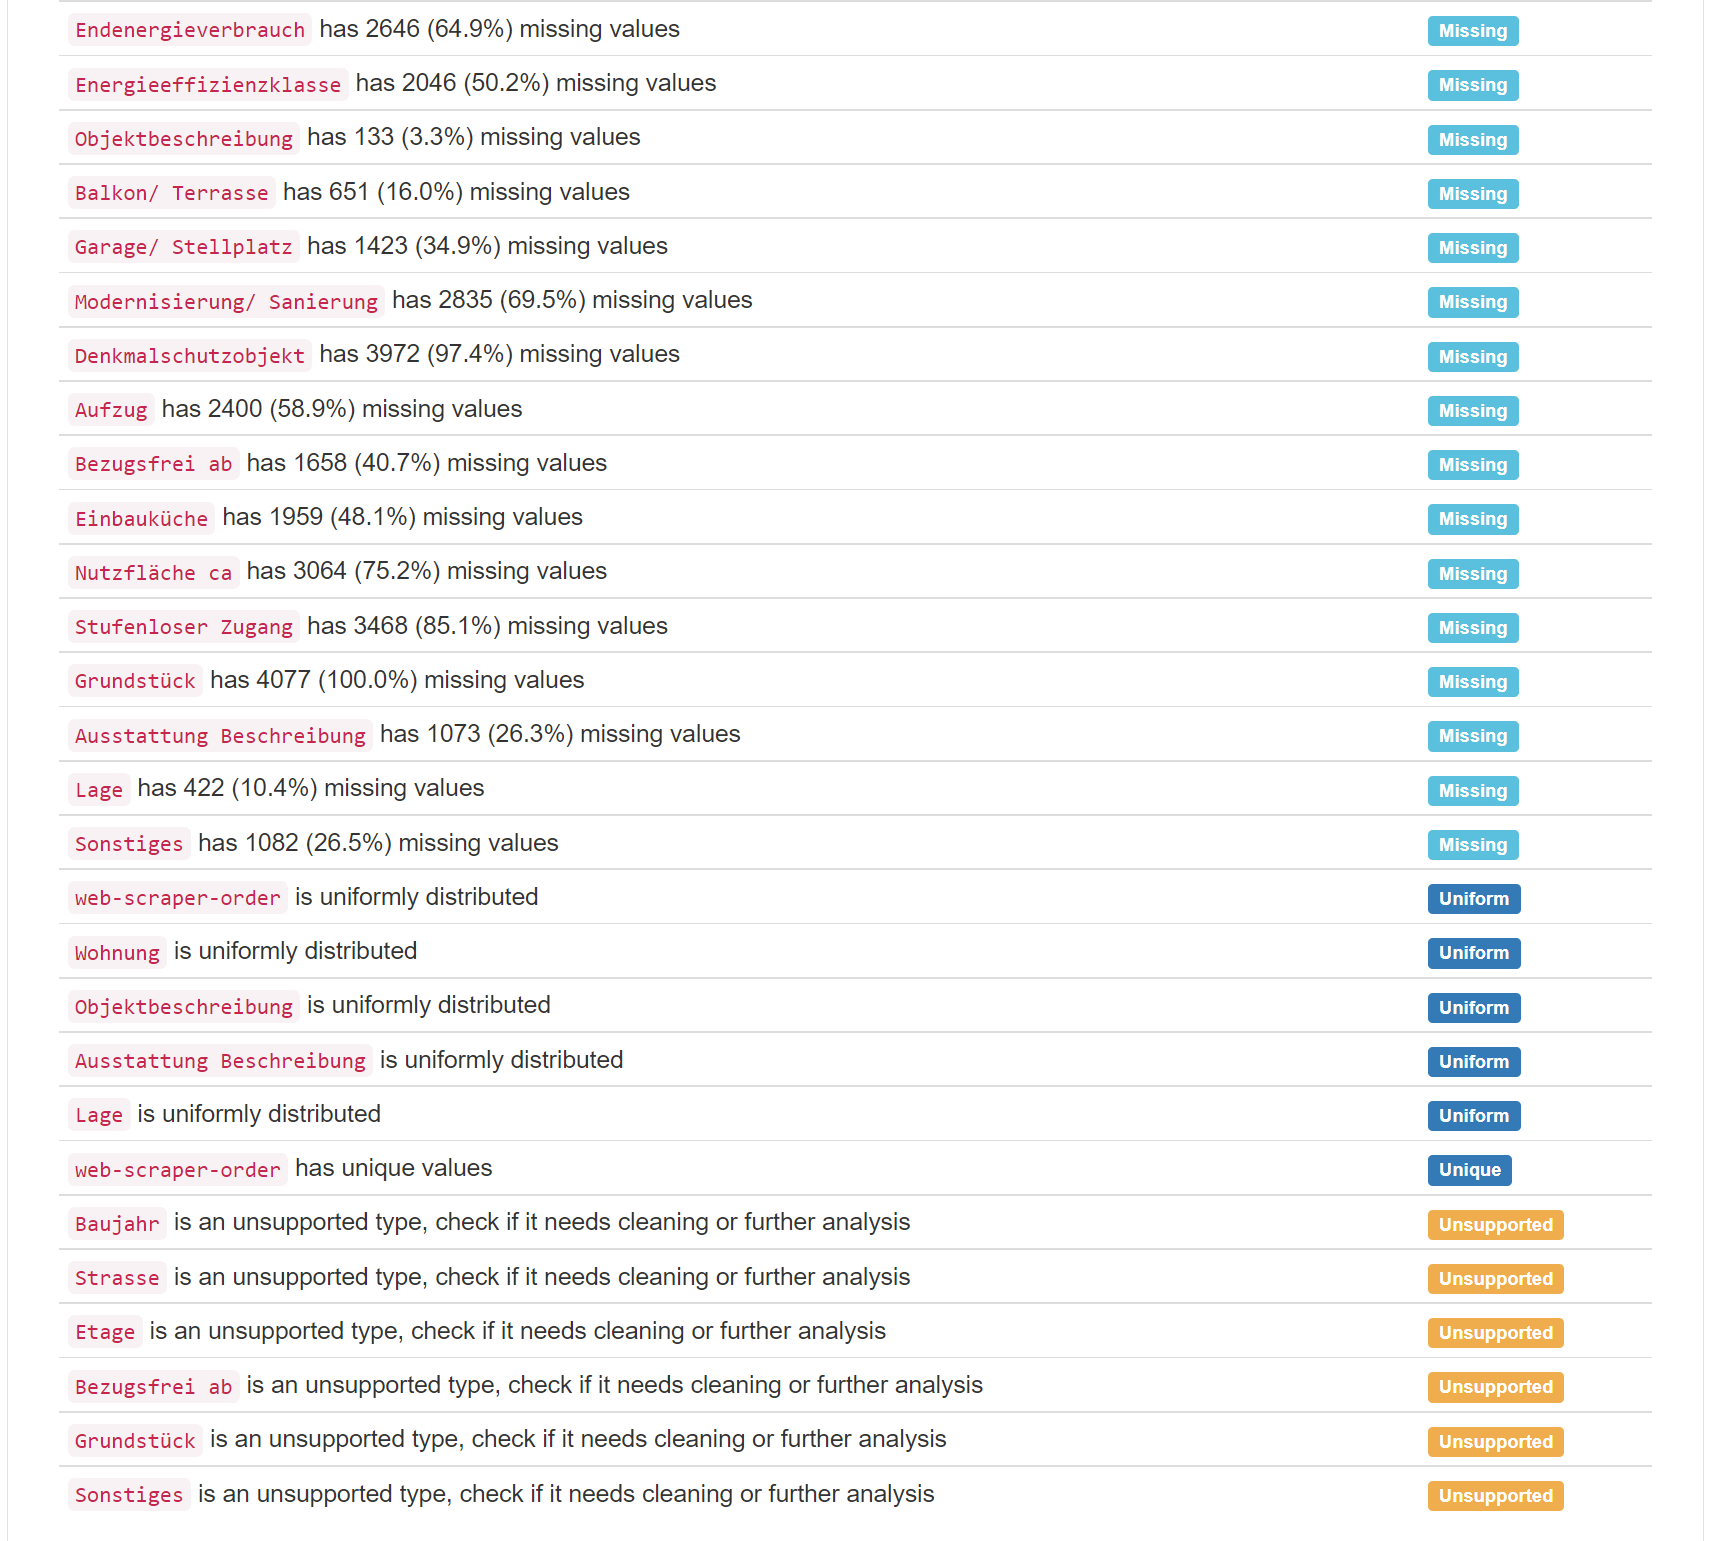 Endenergieverbrauch has 2646 (64.9%) missing values Missing
Energieeffizienzklasse has 2046 (50.2%) missing values Missing
Objektbeschreibung has 133 (3.3%) missing values Missing
Balkon/ Terrasse has 651 (16.0%) missing values Missing
Garage/ Stellplatz has 1423 (34.9%) missing values Missing
Modernisierung/ Sanierung has 2835 (69.5%) missing values Missing
Denkmalschutzobjekt has 3972 (97.4%) missing values Missing
Aufzug has 2400 (58.9%) missing values Missing
Bezugsfrei ab has 1658 (40.7%) missing values Missing
Einbauküche has 1959 (48.1%) missing values Missing
Nutzfläche ca has 3064 (75.2%) missing values Missing
Stufenloser Zugang has 3468 (85.1%) missing values Missing
Grundstück has 4077 (100.0%) missing values Missing
Ausstattung Beschreibung has 1073 (26.3%) missing values Missing
Lage has 422 (10.4%) missing values Missing
Sonstiges has 1082 (26.5%) missing values Missing
web-scraper-order is uniformly distributed Uniform
Wohnung is uniformly distributed Uniform
Objektbeschreibung is uniformly distributed Uniform
Ausstattung Beschreibung is uniformly distributed Uniform
Lage is uniformly distributed Uniform
web-scraper-order has unique values Unique
Baujahr is an unsupported type, check if it needs cleaning or further analysis Unsupported
Strasse is an unsupported type, check if it needs cleaning or further analysis Unsupported
Etage is an unsupported type, check if it needs cleaning or further analysis Unsupported
Bezugsfrei ab is an unsupported type, check if it needs cleaning or further analysis Unsupported
Grundstück is an unsupported type, check if it needs cleaning or further analysis Unsupported
Sonstiges is an unsupported type, check if it needs cleaning or further analysis Unsupported